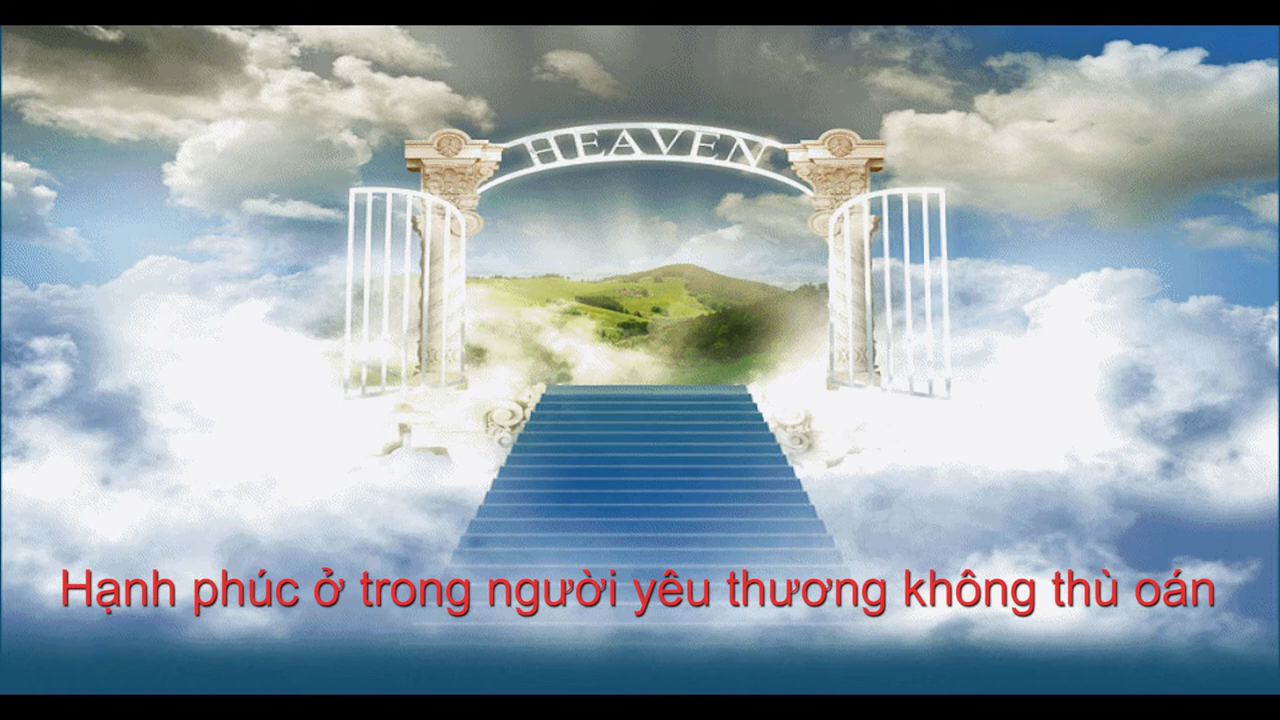 HEAVEN
Hạnh phúc ở trong người yêu thương không thù oán